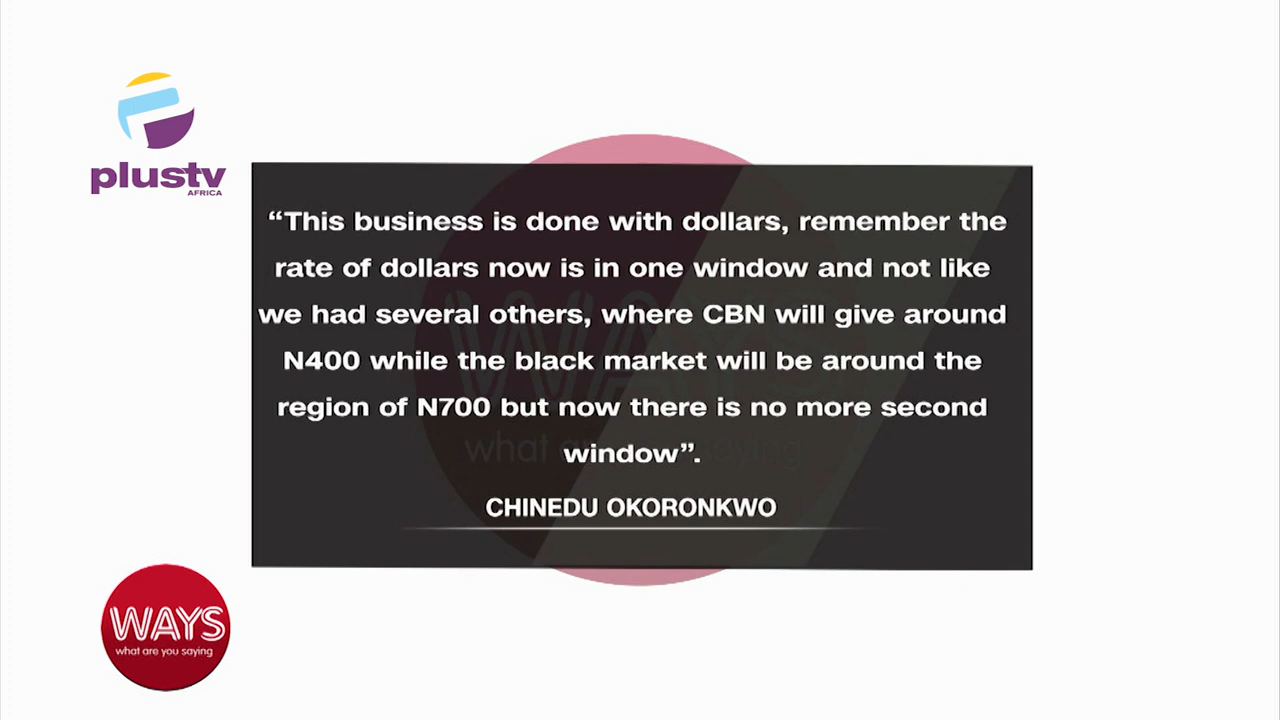 plustv
AFRICA
“This business is done with dollars, remember the
rate of dollars now is in one window and not like
we had several others, where CBN will give around
N400 while the black market will be around the
region of N700 but now there is no more second
window”.
CHINEDU OKORONKWO
WAYS
what are you saying